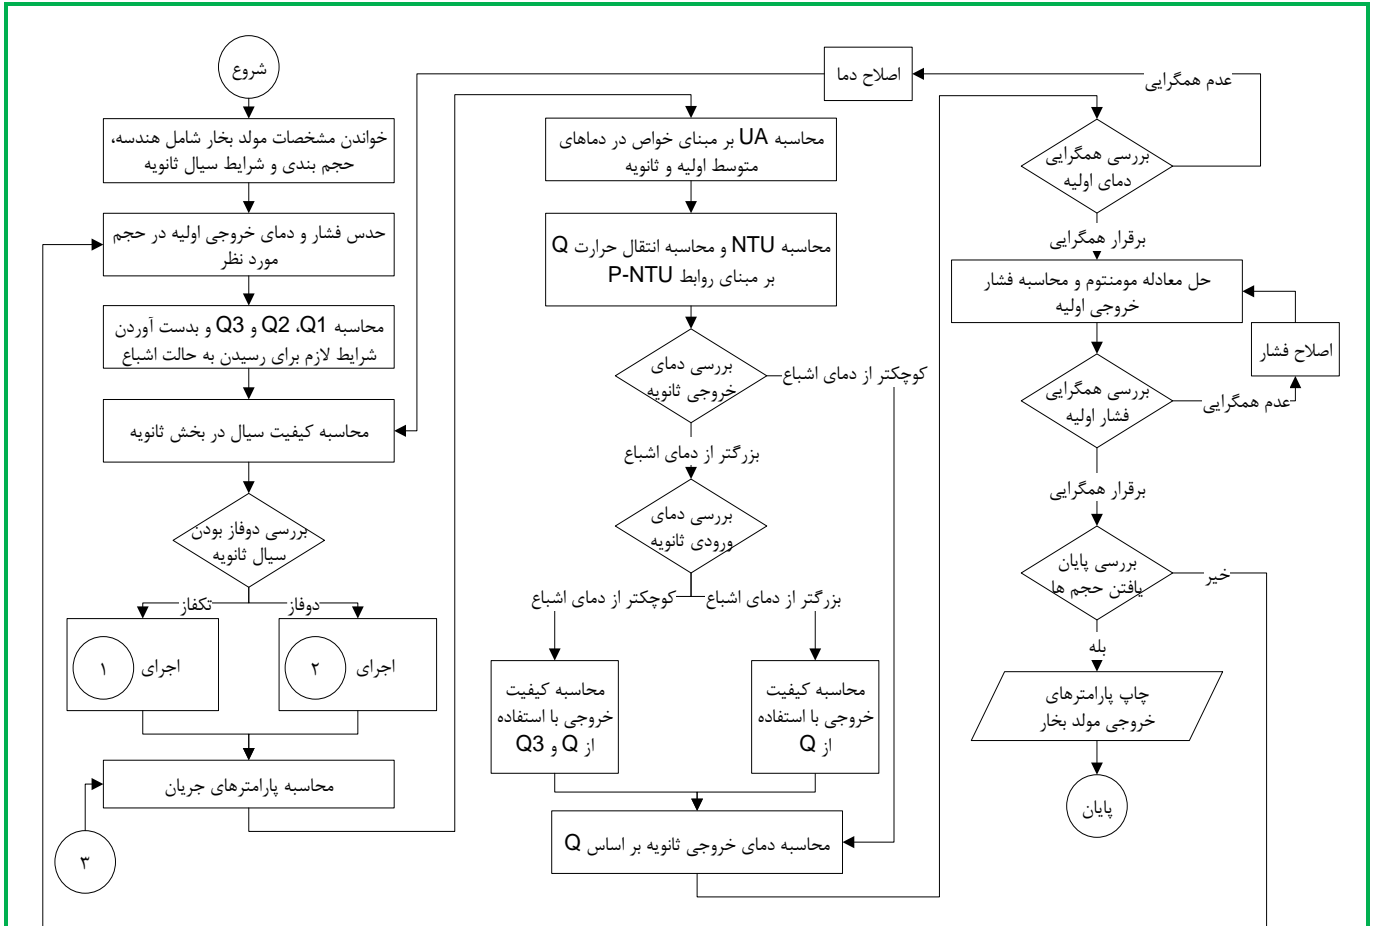 شروع
خواندن مشخصات مولد بخار شامل هندسه،
حجم بندی و شرایط سیال ثانویه
حدس فشار و دمای خروجی اولیه در حجم
مورد نظر
محاسبه Q1، Q2 و Q3 و بدست آوردن
شرایط لازم برای رسیدن به حالت اشباع
محاسبه کیفیت سیال در بخش ثانویه
بررسی دوفاز بودن
سیال ثانویه
تکفاز
دوفاز
اجرای ۱
اجرای ۲
محاسبه پارامترهای جریان
۳
محاسبه UA بر مبنای خواص در دماهای
متوسط اولیه و ثانویه
محاسبه NTU و محاسبه انتقال حرارت Q
بر مبنای روابط P-NTU
بررسی دمای
خروجی ثانویه
کوچکتر از دمای اشباع
بزرگتر از دمای اشباع
بررسی دمای
ورودی ثانویه
کوچکتر از دمای اشباع
بزرگتر از دمای اشباع
محاسبه کیفیت
خروجی با استفاده
از Q و Q3
محاسبه کیفیت
خروجی با استفاده
از Q
محاسبه دمای خروجی ثانویه بر اساس Q
اصلاح دما
عدم همگرایی
بررسی همگرایی
دمای اولیه
برقرار همگرایی
حل معادله مومنتوم و محاسبه فشار
خروجی اولیه
اصلاح فشار
بررسی همگرایی
فشار اولیه
عدم همگرایی
برقرار همگرایی
بررسی پایان
یافتن حجم ها
خیر
بله
چاپ پارامترهای
خروجی مولد بخار
پایان